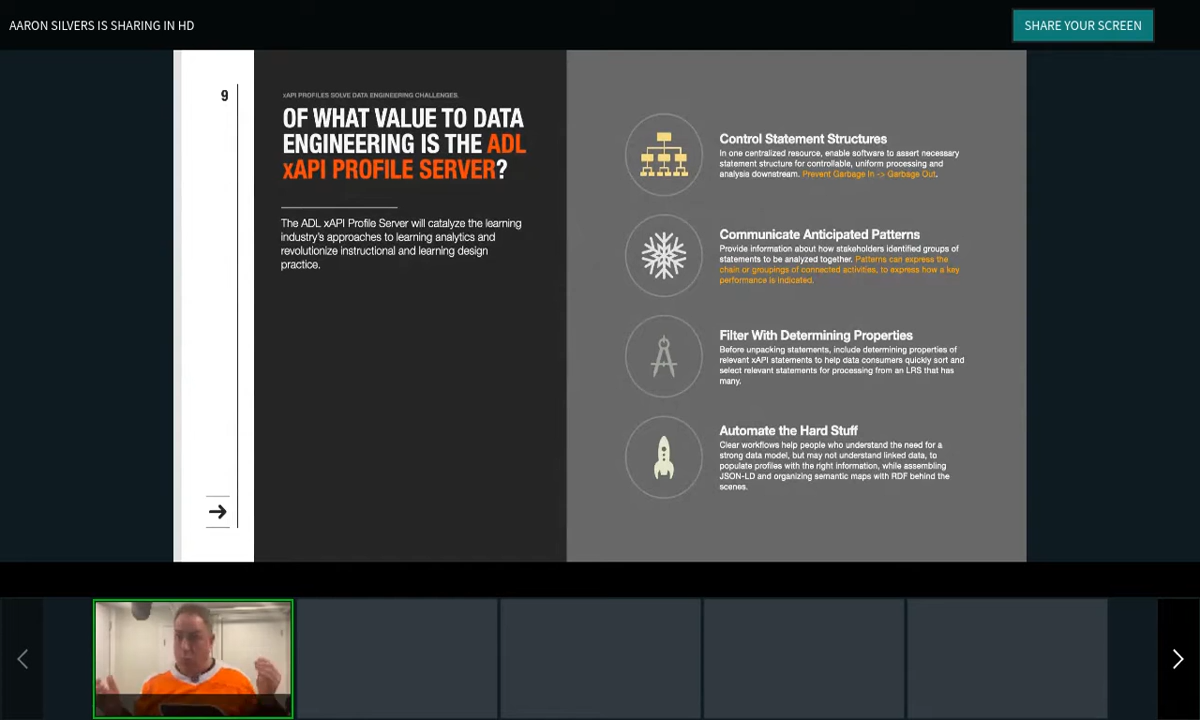 AARON SILVERS IS SHARING IN HD
SHARE YOUR SCREEN
9
xAPI PROFILES SOLVE DATA ENGINEERING CHALLENGES.
OF WHAT VALUE TO DATA
ENGINEERING IS THE ADL
xAPI PROFILE SERVER?
The ADL xAPI Profile Server will catalyze the learning
industry's approaches to learning analytics and
revolutionize instructional and learning design
practice.
Control Statement Structures
In one centralized resource, enable software to assert necessary
statement structure for controllable, uniform processing and
analysis downstream. Prevent Garbage In -> Garbage Out.
Communicate Anticipated Patterns
Provide information about how stakeholders identified groups of
statements to be analyzed together. Patterns can express the
chain or groupings of connected activities, to express how a key
performance is indicated.
Filter With Determining Properties
Before unpacking statements, include determining properties of
relevant xAPI statements to help data consumers quickly sort and
select relevant statements for processing from an LRS that has
many.
Automate the Hard Stuff
Clear workflows help people who understand the need for a
strong data model, but may not understand linked data, to
populate profiles with the right information, while assembling
JSON-LD and organizing semantic maps with RDF behind the
scenes.